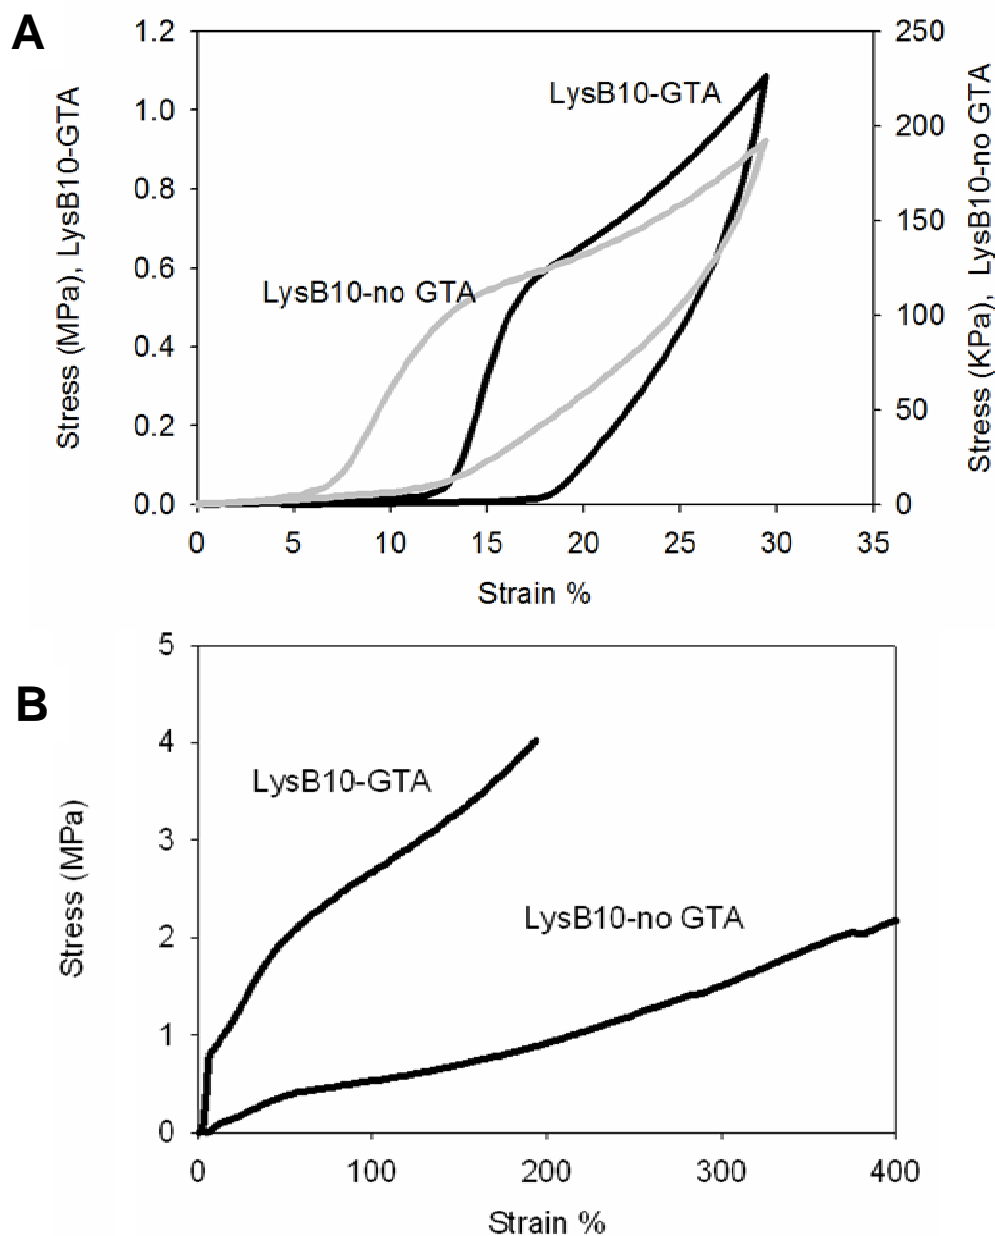 A
1.2
1.0
0.8
0.6
0.4
0.2
0.0
250
200
150
100
50
0
0 5 10 15 20 25 30 35
Stress (MPa), LysB10-GTA
Stress (KPa), LysB10-no GTA
LysB10-GTA
LysB10-no GTA
Strain %
B
5
4
3
2
1
0
0 100 200 300 400
Stress (MPa)
LysB10-GTA
LysB10-no GTA
Strain %